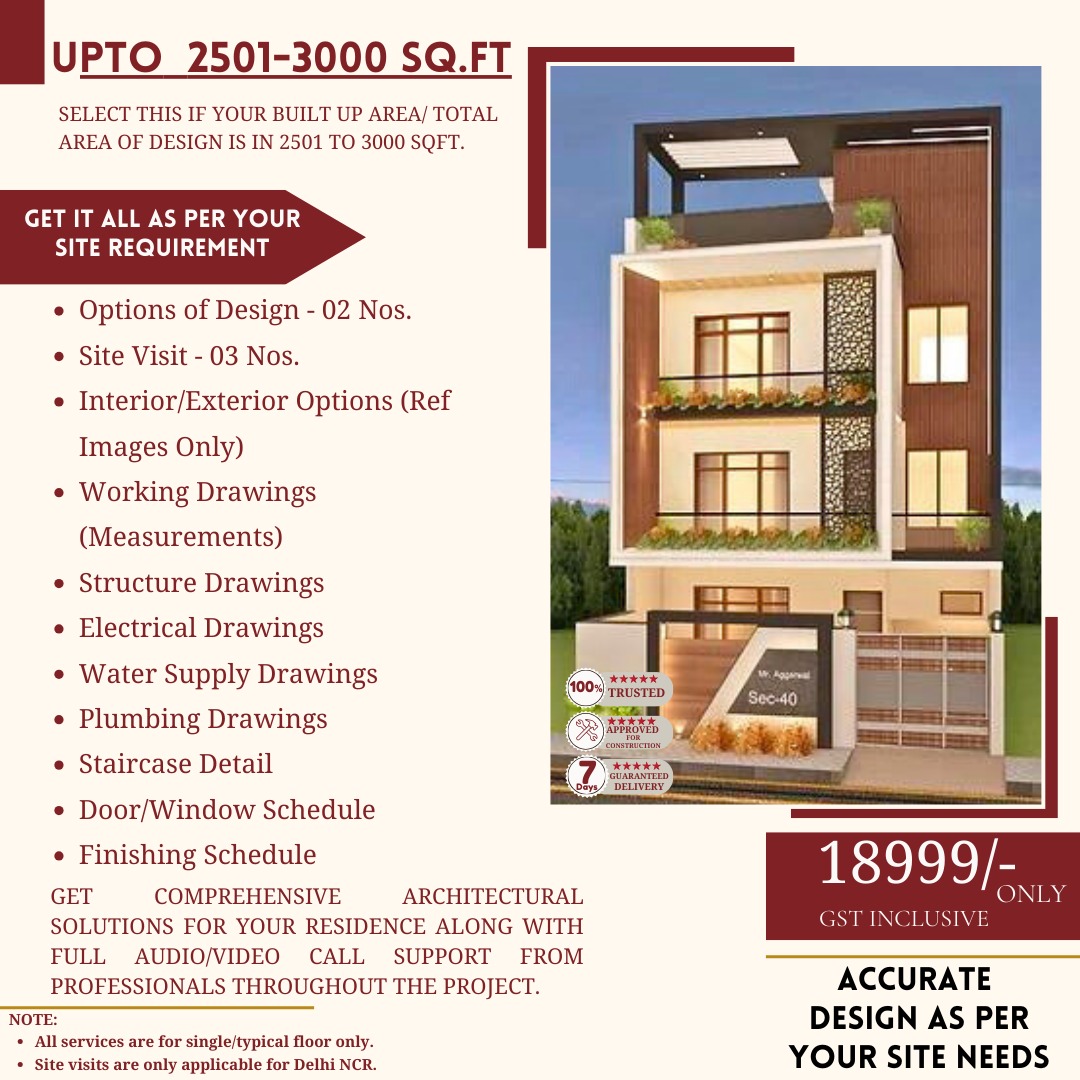 UPTO 2501-3000 SQ.FT
SELECT THIS IF YOUR BUILT UP AREA/ TOTAL
AREA OF DESIGN IS IN 2501 TO 3000 SQFT.
GET IT ALL AS PER YOUR
SITE REQUIREMENT
• Options of Design - 02 Nos.
• Site Visit - 03 Nos.
• Interior/Exterior Options (Ref
Images Only)
• Working Drawings
(Measurements)
• Structure Drawings
• Electrical Drawings
• Water Supply Drawings
• Plumbing Drawings
• Staircase Detail
• Door/Window Schedule
• Finishing Schedule
GET COMPREHENSIVE ARCHITECTURAL
SOLUTIONS FOR YOUR RESIDENCE ALONG WITH
FULL AUDIO/VIDEO CALL SUPPORT FROM
PROFESSIONALS THROUGHOUT THE PROJECT.
NOTE:
• All services are for single/typical floor only.
• Site visits are only applicable for Delhi NCR.
Mr. Aggarwal
Sec-40
100%
TRUSTED
APPROVED
FOR
CONSTRUCTION
7
Days
GUARANTEED
DELIVERY
18999/-
ONLY
GST INCLUSIVE
ACCURATE
DESIGN AS PER
YOUR SITE NEEDS